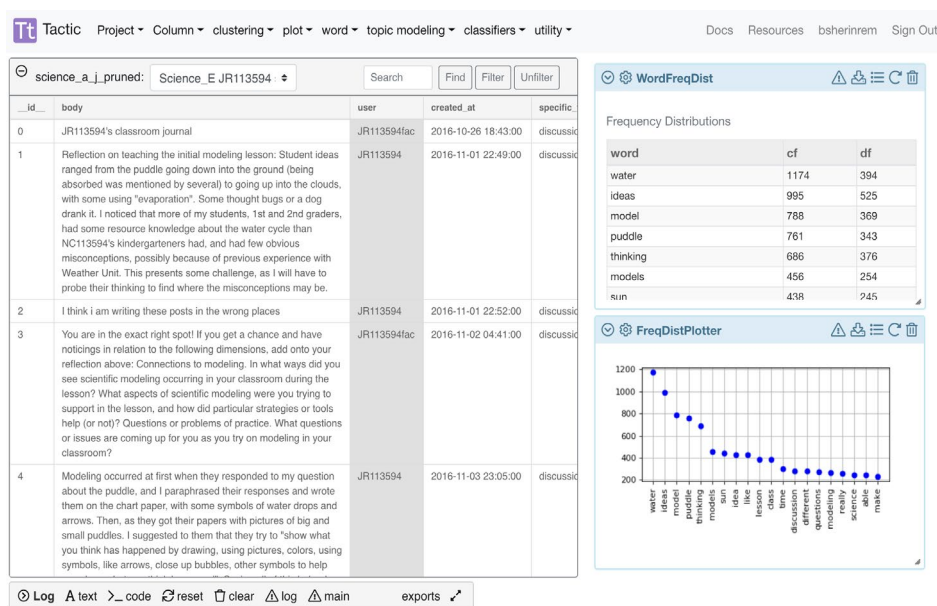 Tt Tactic Project Column clustering plot word topic modeling classifiers utility Docs Resources bsherinrem Sign Out
science_a_j_pruned: Science_E JR113594 Search Find Filter Unfilter
__id__ body user created_at specific_
0 JR113594's classroom journal JR113594fac 2016-10-26 18:43:00 discussic
1 Reflection on teaching the initial modeling lesson: Student ideas JR113594 2016-11-01 22:49:00 discussic
ranged from the puddle going down into the ground (being
absorbed was mentioned by several) to going up into the clouds,
with some using "evaporation". Some thought bugs or a dog
drank it. I noticed that more of my students, 1st and 2nd graders,
had some resource knowledge about the water cycle than
NC113594's kindergarteners had, and had few obvious
misconceptions, possibly because of previous experience with
Weather Unit. This presents some challenge, as I will have to
probe their thinking to find where the misconceptions may be.
2 I think i am writing these posts in the wrong places JR113594 2016-11-01 22:52:00 discussic
3 You are in the exact right spot! If you get a chance and have JR113594fac 2016-11-02 04:41:00 discussic
noticings in relation to the following dimensions, add onto your
reflection above: Connections to modeling. In what ways did you
see scientific modeling occurring in your classroom during the
lesson? What aspects of scientific modeling were you trying to
support in the lesson, and how did particular strategies or tools
help (or not)? Questions or problems of practice. What questions
or issues are coming up for you as you try on modeling in your
classroom?
4 Modeling occurred at first when they responded to my question JR113594 2016-11-03 23:05:00 discussic
about the puddle, and I paraphrased their responses and wrote
them on the chart paper, with some symbols of water drops and
arrows. Then, as they got their papers with pictures of big and
small puddles. I suggested to them that they try to "show what
you think has happened by drawing, using pictures, colors, using
symbols, like arrows, close up bubbles, other symbols to help
WordFreqDist
Frequency Distributions
word cf df
water 1174 394
ideas 995 525
model 788 369
puddle 761 343
thinking 686 376
models 456 254
sun 438 245
FreqDistPlotter
1200
1000
800
600
400
200
water
ideas
model
puddle
thinking
models
sun
idea
like
lesson
class
time
discussion
different
questions
modeling
really
science
able
make
Log A text >_ code reset clear log main exports